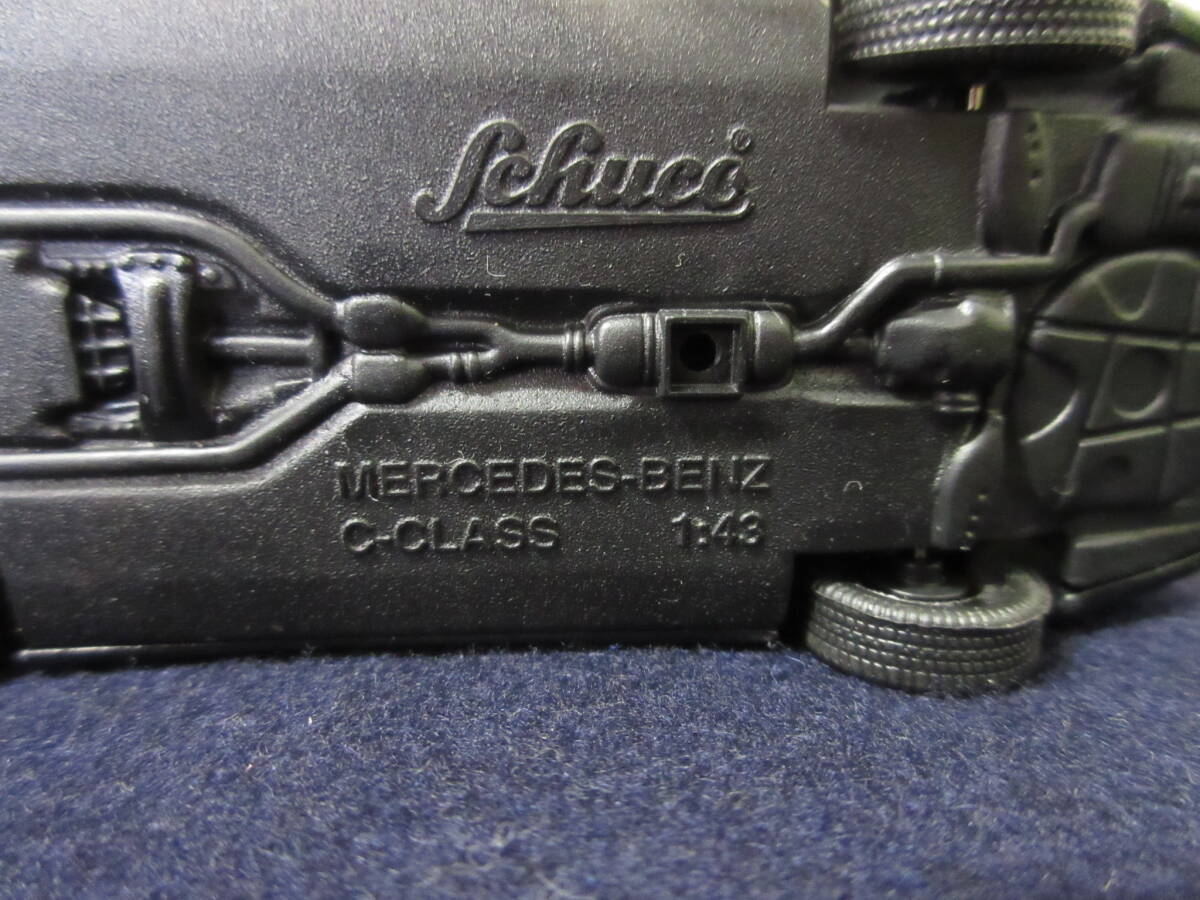 Schuco®
MERCEDES-BENZ
C-CLASS 1:43